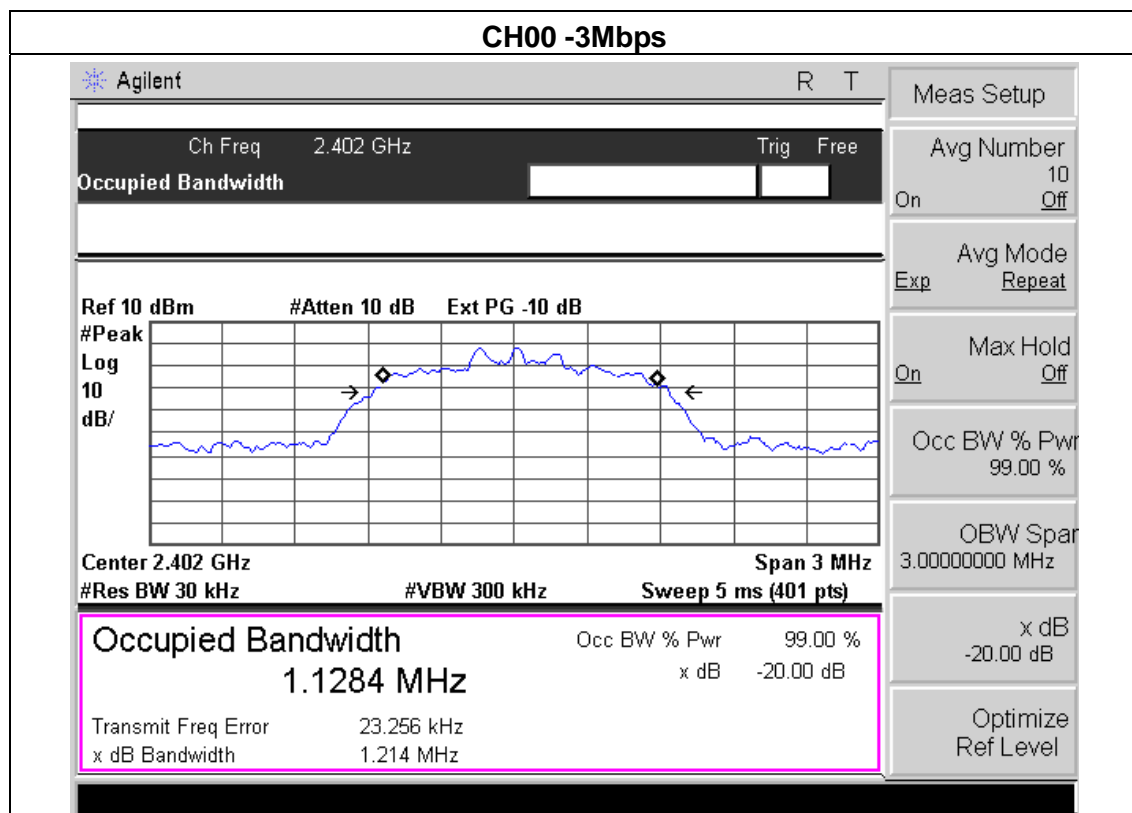 CH00 -3Mbps
Agilent R T
Ch Freq 2.402 GHz Trig Free
Occupied Bandwidth
Ref 10 dBm #Atten 10 dB Ext PG -10 dB
#Peak
Log
10
dB/
Center 2.402 GHz Span 3 MHz
#Res BW 30 kHz #VBW 300 kHz Sweep 5 ms (401 pts)
Occupied Bandwidth
1.1284 MHz
Occ BW % Pwr 99.00 %
x dB -20.00 dB
Transmit Freq Error 23.256 kHz
x dB Bandwidth 1.214 MHz
Meas Setup
Avg Number
10
On Off
Avg Mode
Exp Repeat
Max Hold
On Off
Occ BW % Pwr
99.00 %
OBW Spar
3.00000000 MHz
x dB
-20.00 dB
Optimize
Ref Level